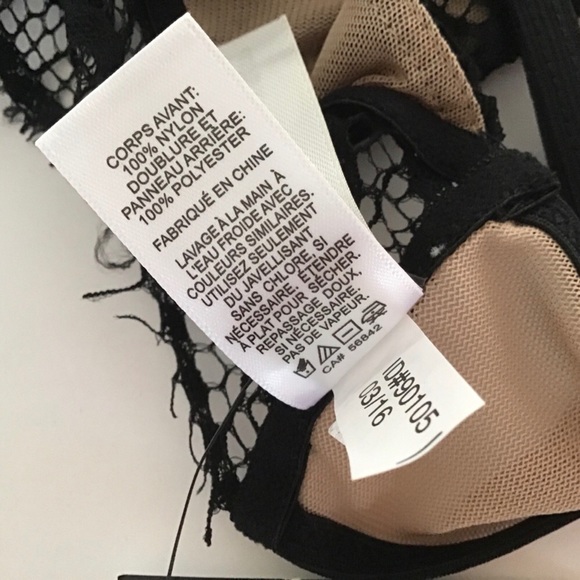 CORPS AVANT:
100% NYLON
DOUBLURE ET
PANNEAU ARRIÈRE:
100% POLYESTER
FABRIQUÉ EN CHINE
LAVAGE À LA MAIN À
L'EAU FROIDE AVEC
COULEURS SIMILAIRES.
UTILISEZ SEULEMENT
DU JAVELLISANT
SANS CHLORE SI
NÉCESSAIRE. ÉTENDRE
À PLAT POUR SÉCHER.
REPASSAGE DOUX,
SI NÉCESSAIRE.
PAS DE VAPEUR.
CA# 56842
ID#90105
03/16